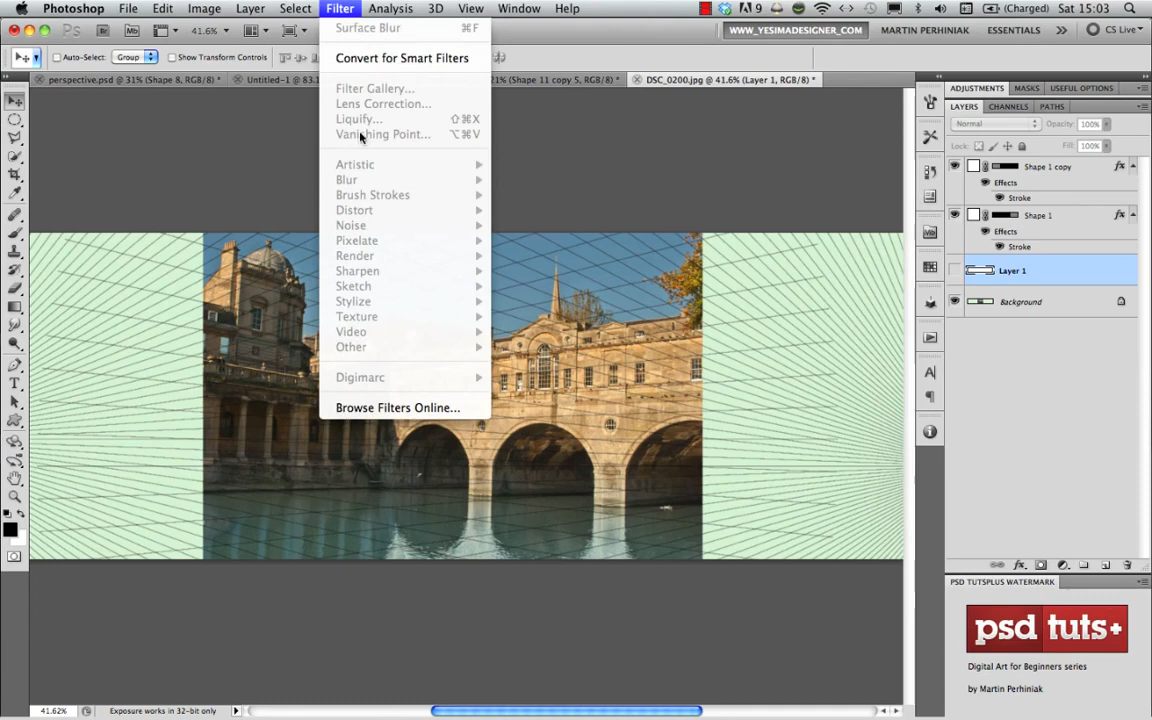 Photoshop File Edit Image Layer Select Filter Analysis 3D View Window Help 9 (Charged) Sat 15:03
Ps Br Mb 41.6% WWW.YESIMADESIGNER.COM MARTIN PERHINIAK ESSENTIALS CS Live
Auto-Select: Group Show Transform Controls
perspective.psd @ 31% (Shape 8, RGB/8) * Untitled-1 @ 83.1 21% (Shape 11 copy 5, RGB/8) * DSC_0200.jpg @ 41.6% (Layer 1, RGB/8) *
Surface Blur ⌘F
Convert for Smart Filters
Filter Gallery...
Lens Correction...
Liquify... ⇧⌘X
Vanishing Point... ⌥⌘V
Artistic
Blur
Brush Strokes
Distort
Noise
Pixelate
Render
Sharpen
Sketch
Stylize
Texture
Video
Other
Digimarc
Browse Filters Online...
ADJUSTMENTS MASKS USEFUL OPTIONS
LAYERS CHANNELS PATHS
Normal Opacity: 100%
Lock: Fill: 100%
Shape 1 copy fx
Effects
Stroke
Shape 1 fx
Effects
Stroke
Layer 1
Background
PSD TUTSPLUS WATERMARK
psd tuts+
Digital Art for Beginners series
by Martin Perhiniak
41.62% Exposure works in 32-bit only